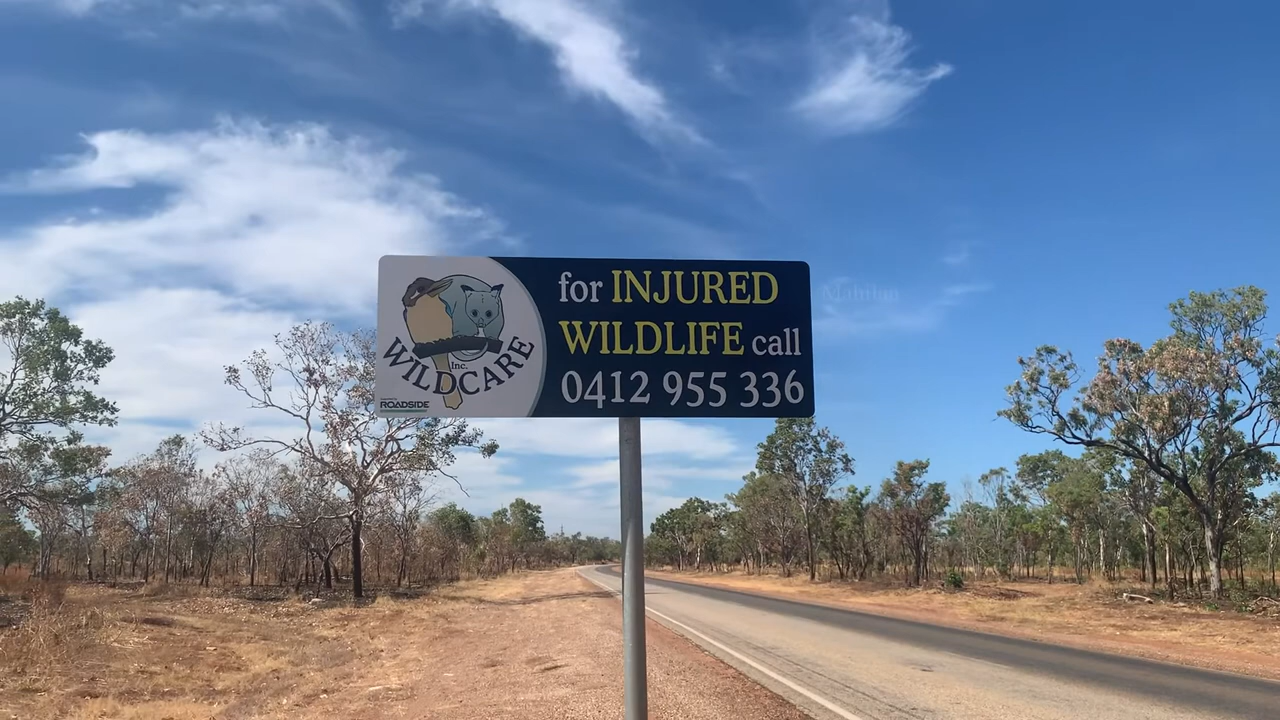 for INJURED
WILDLIFE call
0412 955 336
WILDCARE
Inc.
ROADSIDE